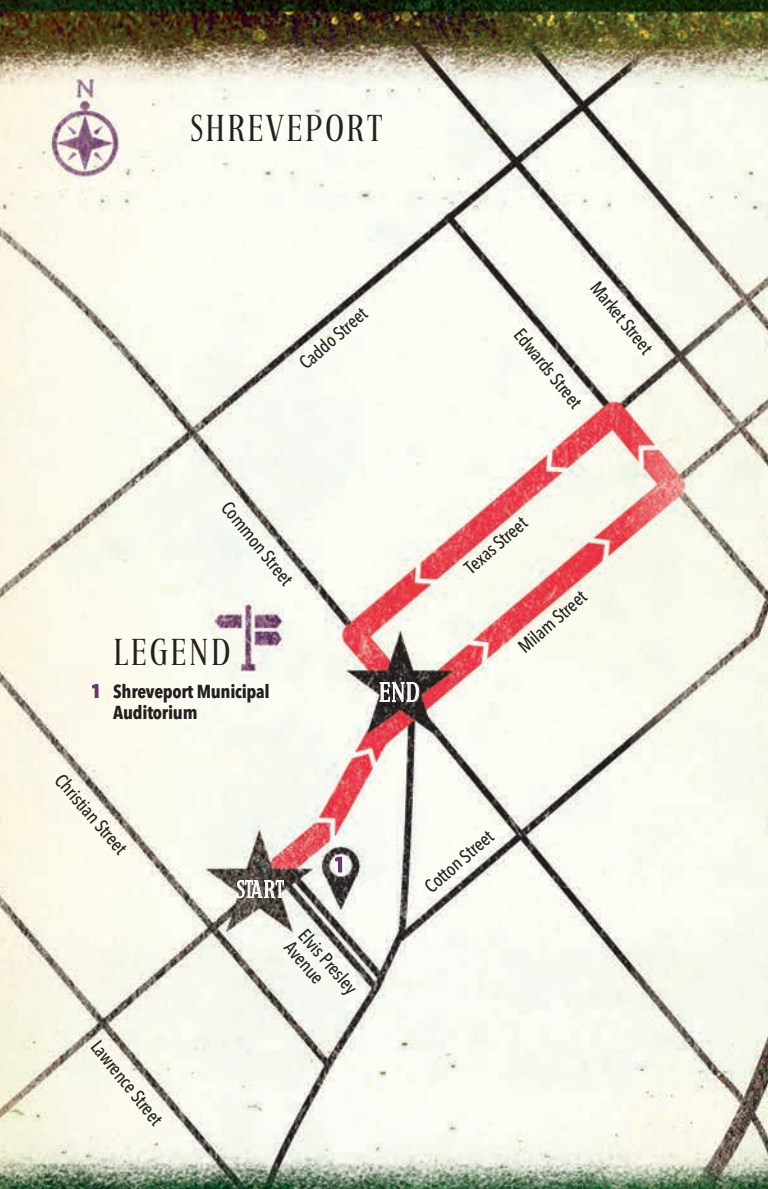 N
SHREVEPORT
Market Street
Edwards Street
Caddo Street
Common Street
Texas Street
Milam Street
LEGEND
1 Shreveport Municipal
Auditorium
END
Christian Street
Cotton Street
1
START
Elvis Presley
Avenue
Lawrence Street